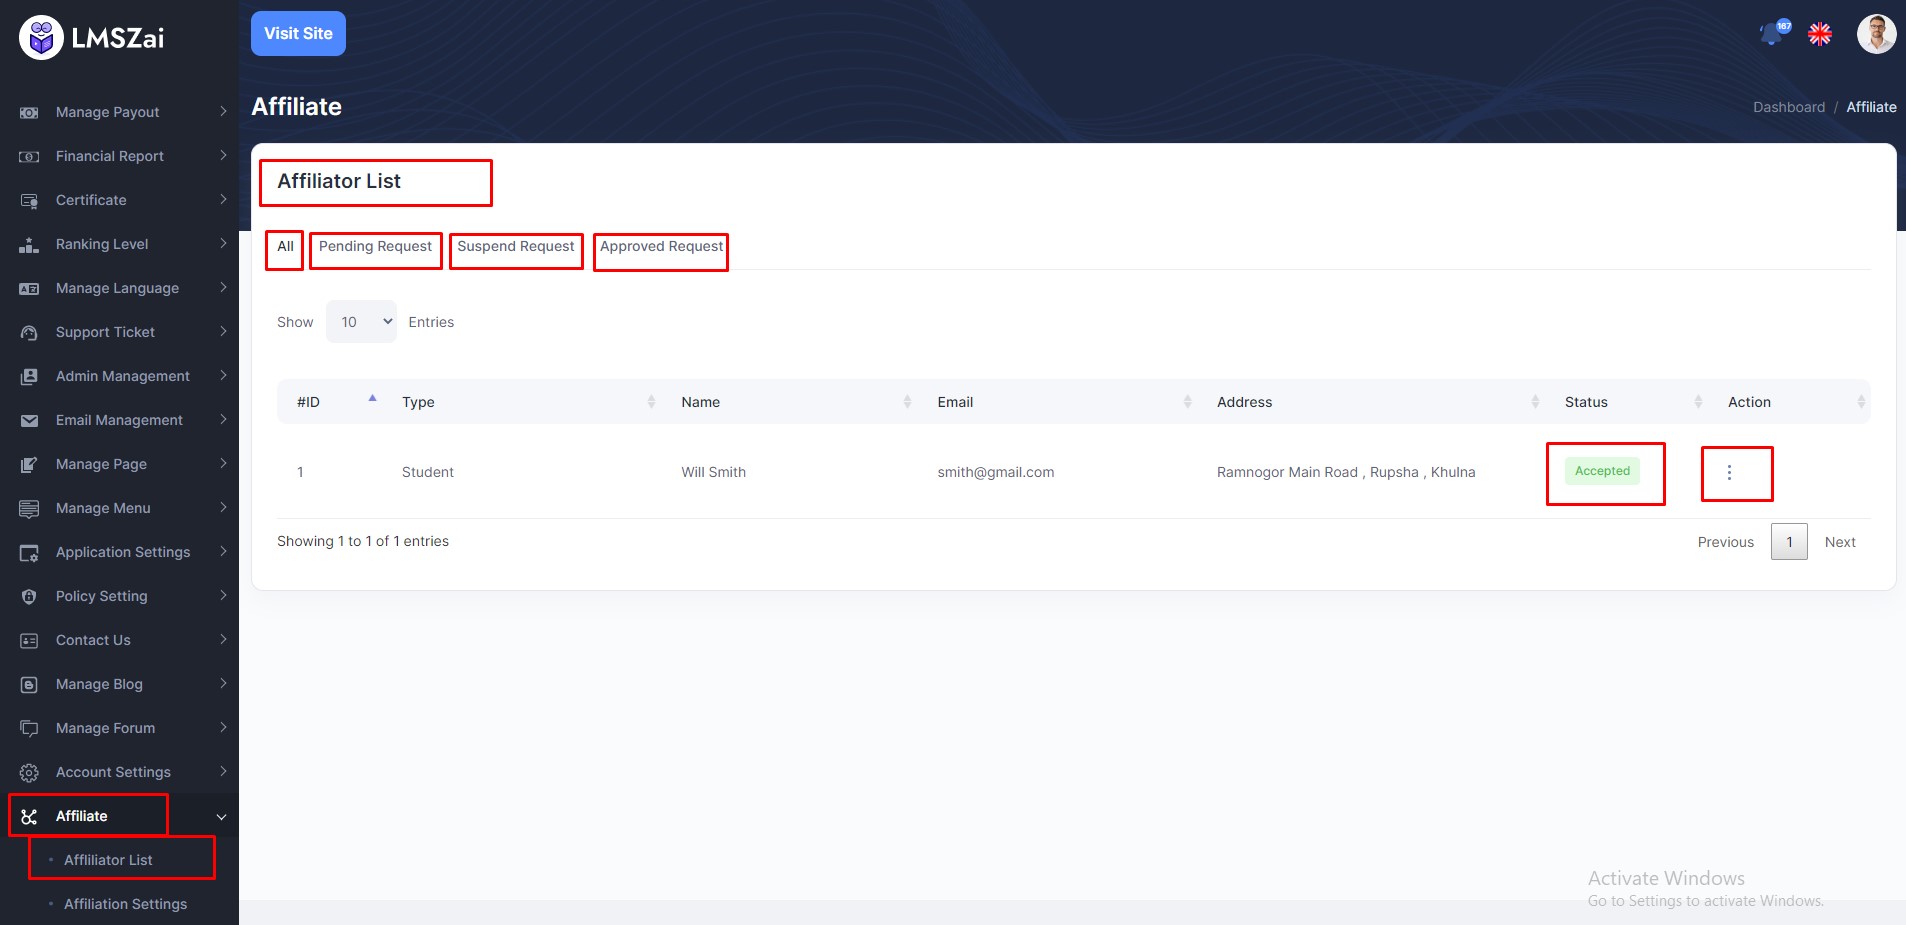 LMSZai
Visit Site
167
Affiliate
Dashboard / Affiliate
Manage Payout
Financial Report
Certificate
Ranking Level
Manage Language
Support Ticket
Admin Management
Email Management
Manage Page
Manage Menu
Application Settings
Policy Setting
Contact Us
Manage Blog
Manage Forum
Account Settings
Affiliate
Affliliator List
Affiliation Settings
Affiliator List
All Pending Request Suspend Request Approved Request
Show 10 Entries
#ID Type Name Email Address Status Action
1 Student Will Smith smith@gmail.com Ramnogor Main Road , Rupsha , Khulna Accepted
Showing 1 to 1 of 1 entries
Previous 1 Next
Activate Windows
Go to Settings to activate Windows.